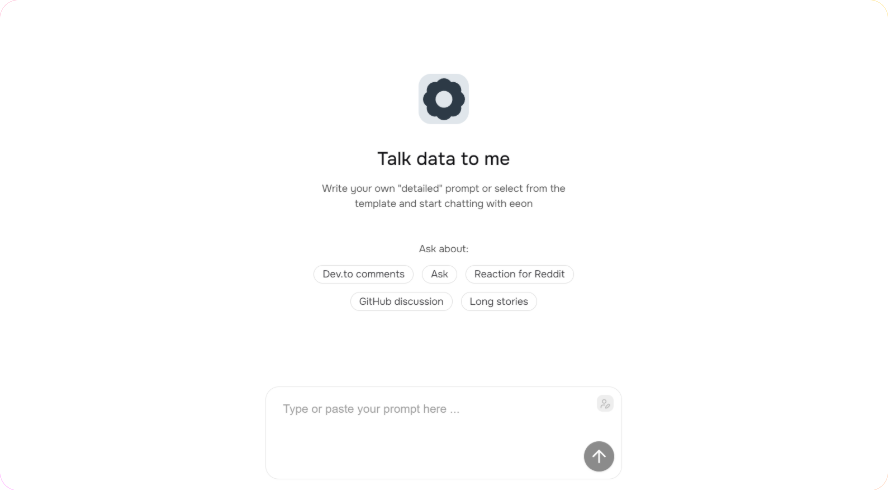 Talk data to me
Write your own "detailed" prompt or select from the
template and start chatting with eeon
Ask about:
Dev.to comments
Ask
Reaction for Reddit
GitHub discussion
Long stories
Type or paste your prompt here ...